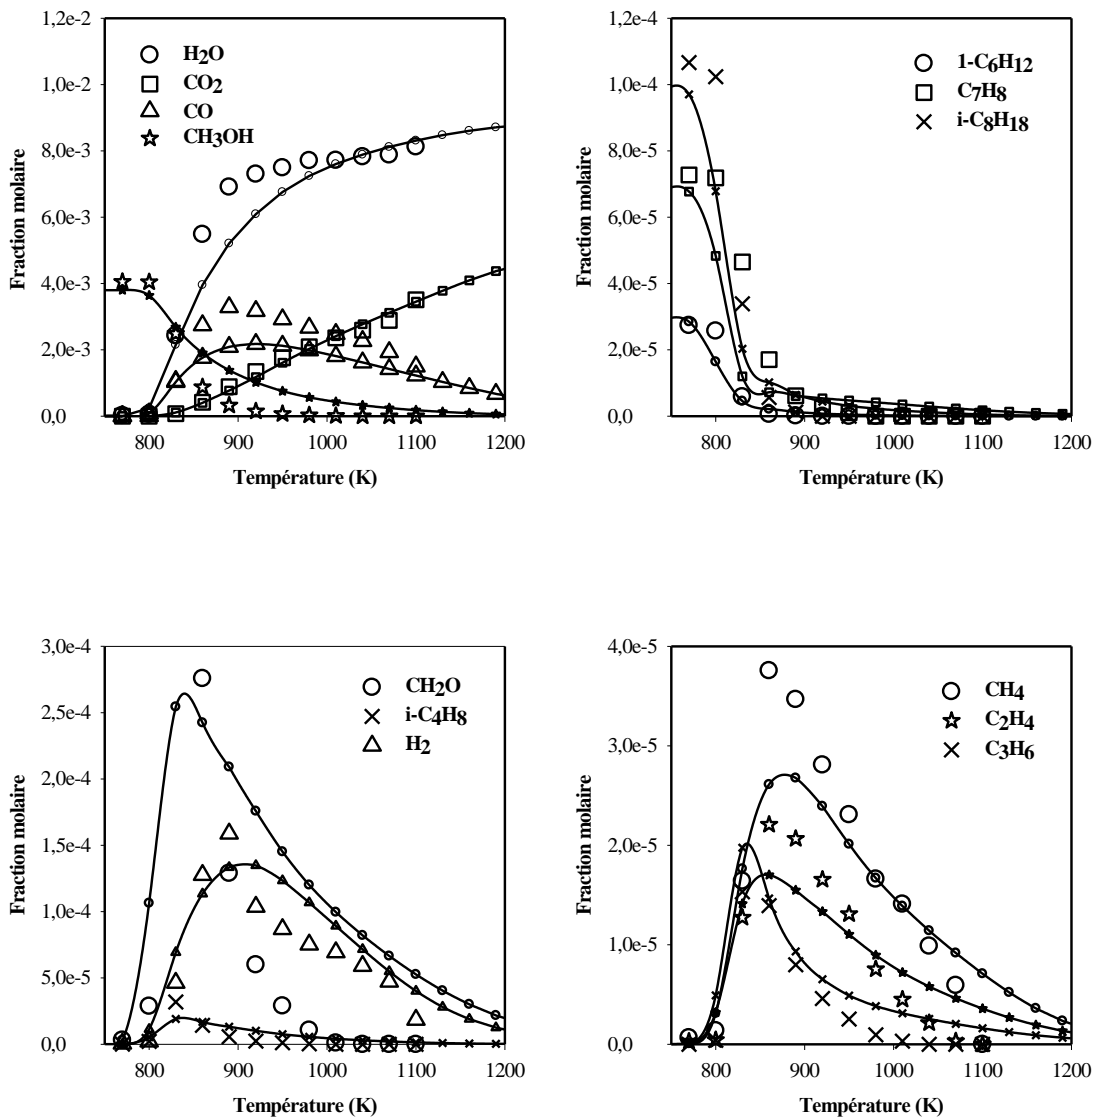 1,2e-2
1,0e-2
8,0e-3
6,0e-3
4,0e-3
2,0e-3
0,0
Fraction molaire
H2O
CO2
CO
CH3OH
800 900 1000 1100 1200
Température (K)
1,2e-4
1,0e-4
8,0e-5
6,0e-5
4,0e-5
2,0e-5
0,0
Fraction molaire
1-C6H12
C7H8
i-C8H18
800 900 1000 1100 1200
Température (K)
3,0e-4
2,5e-4
2,0e-4
1,5e-4
1,0e-4
5,0e-5
0,0
Fraction molaire
CH2O
i-C4H8
H2
800 900 1000 1100 1200
Température (K)
4,0e-5
3,0e-5
2,0e-5
1,0e-5
0,0
Fraction molaire
CH4
C2H4
C3H6
800 900 1000 1100 1200
Température (K)